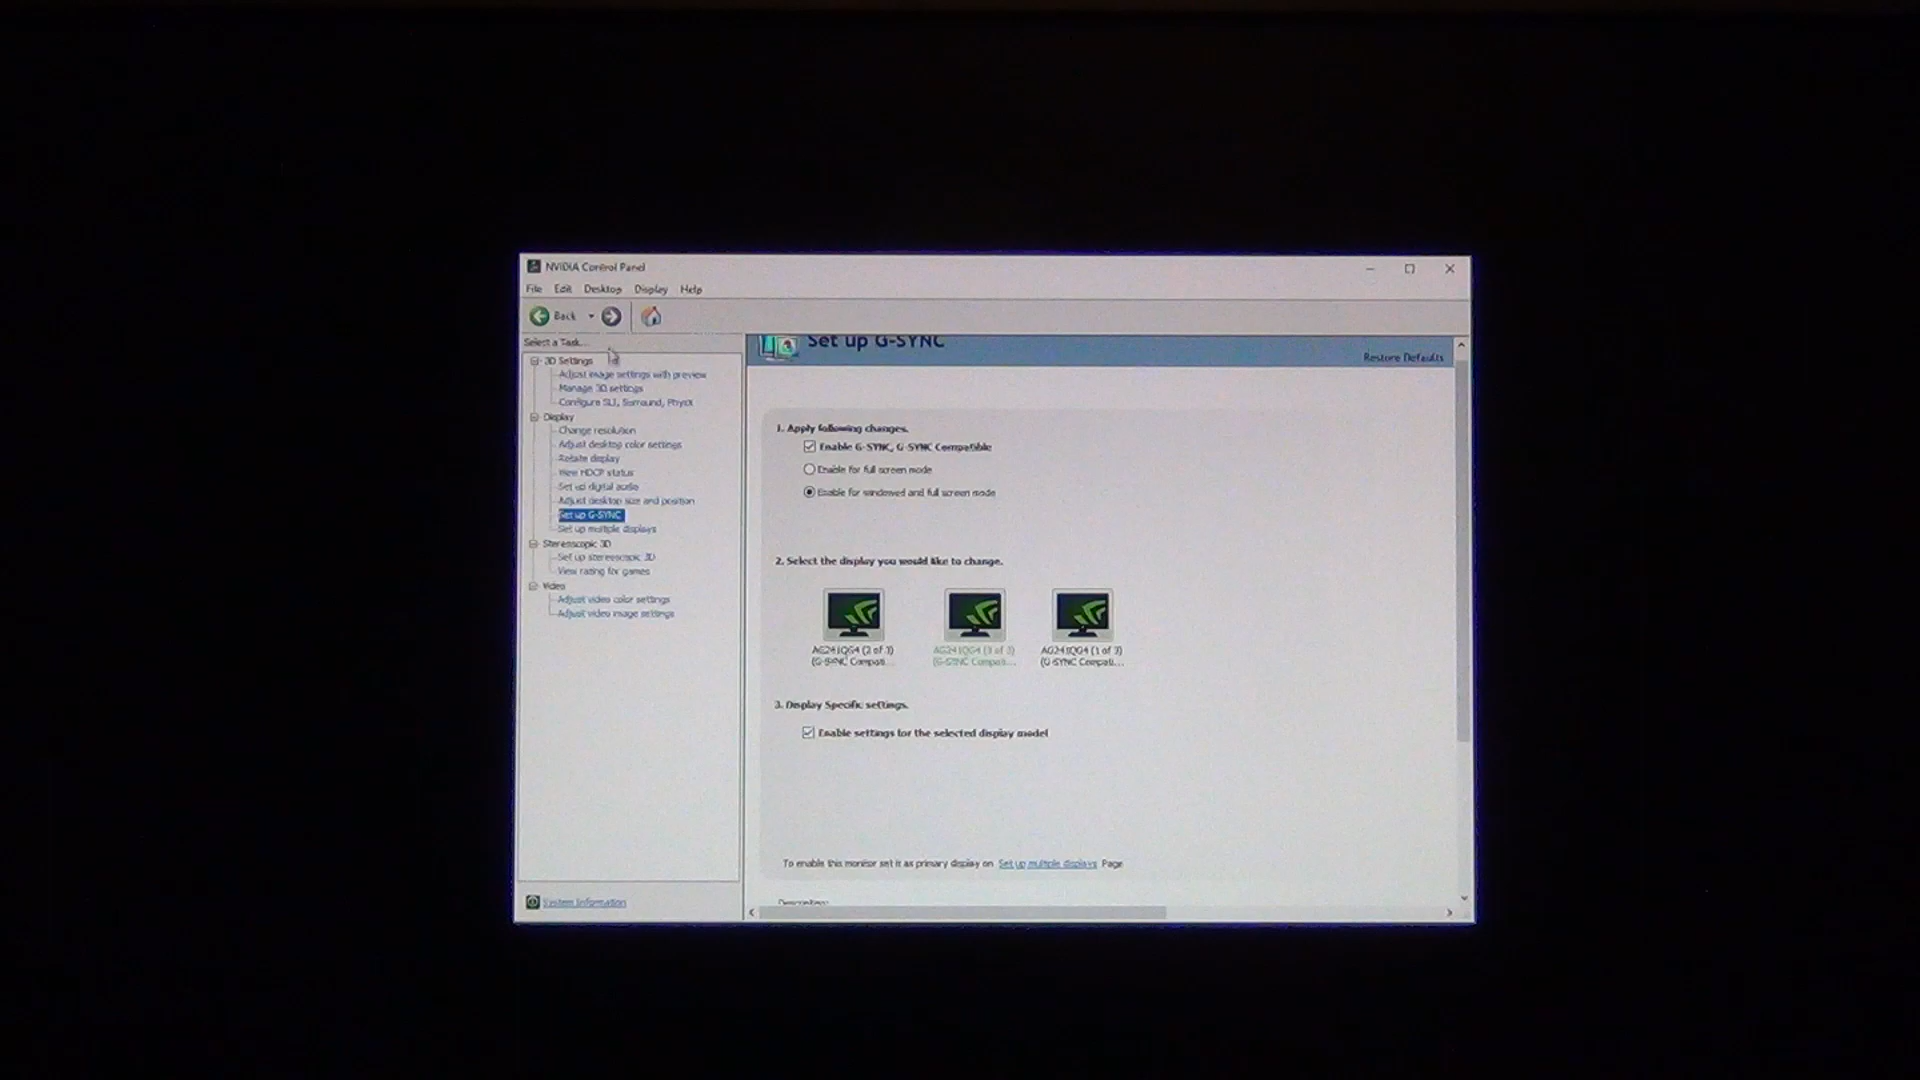 NVIDIA Control Panel
File Edit Desktop Display Help
Back
Select a Task...
3D Settings
Adjust image settings with preview
Manage 3D settings
Configure SLI, Surround, PhysX
Display
Change resolution
Adjust desktop color settings
Rotate display
View HDCP status
Set up digital audio
Adjust desktop size and position
Set up G-SYNC
Set up multiple displays
Stereoscopic 3D
Set up stereoscopic 3D
View rating for games
Video
Adjust video color settings
Adjust video image settings
System Information
Set up G-SYNC
Restore Defaults
1. Apply following changes.
Enable G-SYNC, G-SYNC Compatible
Enable for full screen mode
Enable for windowed and full screen mode
2. Select the display you would like to change.
AG241QG4 (2 of 3)
(G-SYNC Compati...
AG241QG4 (3 of 3)
(G-SYNC Compati...
AG241QG4 (1 of 3)
(G-SYNC Compati...
3. Display Specific settings.
Enable settings for the selected display model
To enable this monitor set it as primary display on Set up multiple displays Page
Description: